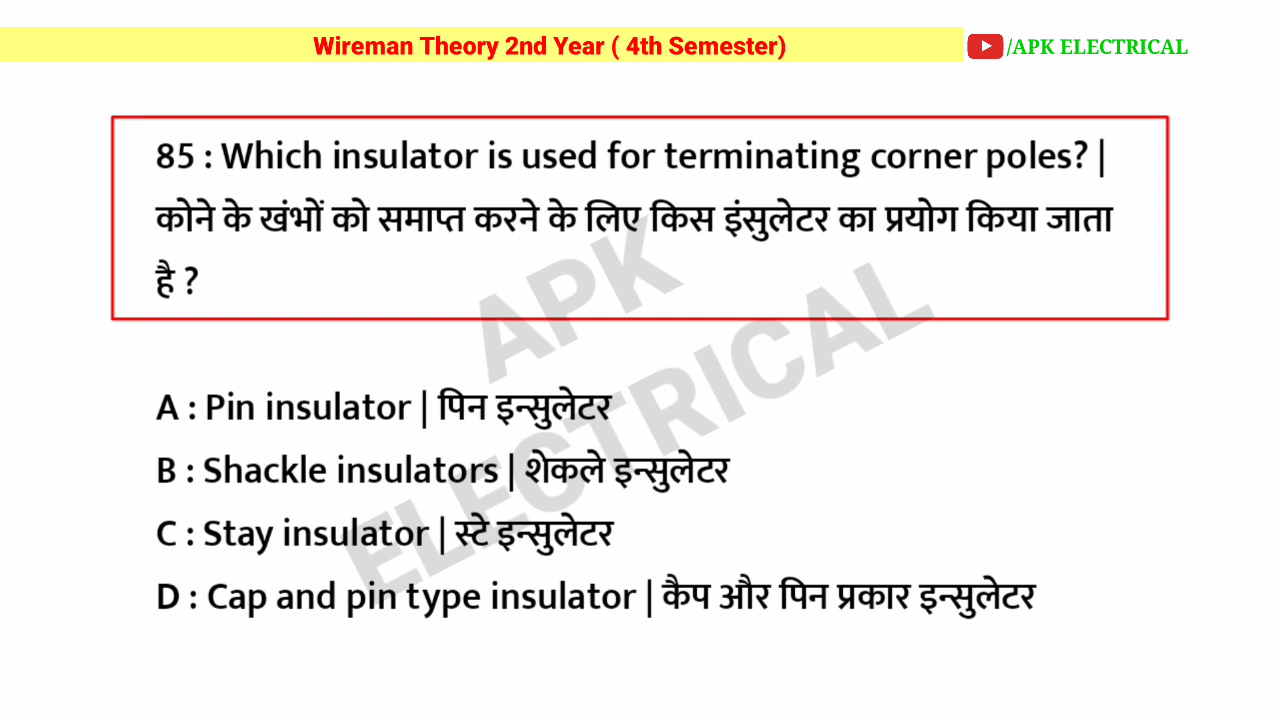 Wireman Theory 2nd Year ( 4th Semester)
/APK ELECTRICAL
85 : Which insulator is used for terminating corner poles? |
कोने के खंभों को समाप्त करने के लिए किस इंसुलेटर का प्रयोग किया जाता
है ?
APK
ELECTRICAL
A : Pin insulator | पिन इन्सुलेटर
B : Shackle insulators | शेकले इन्सुलेटर
C : Stay insulator | स्टे इन्सुलेटर
D : Cap and pin type insulator | कैप और पिन प्रकार इन्सुलेटर